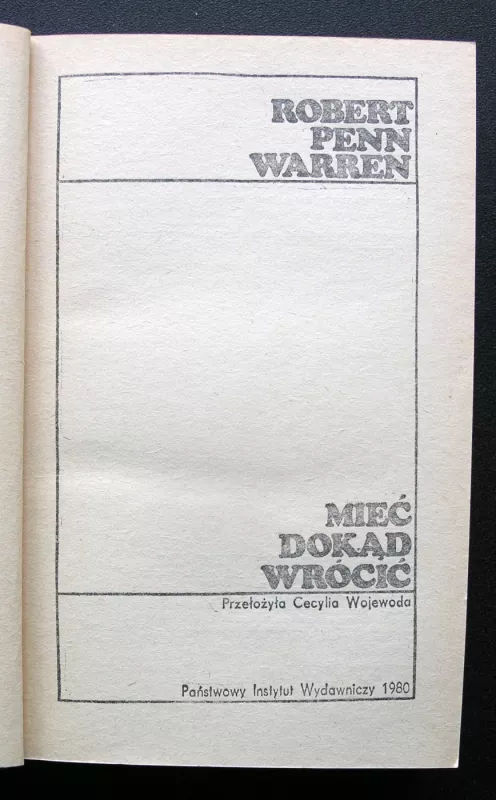 ROBERT
PENN
WARREN
MIEĆ
DOKĄD
WRÓCIĆ
Przełożyła Cecylia Wojewoda
Państwowy Instytut Wydawniczy 1980